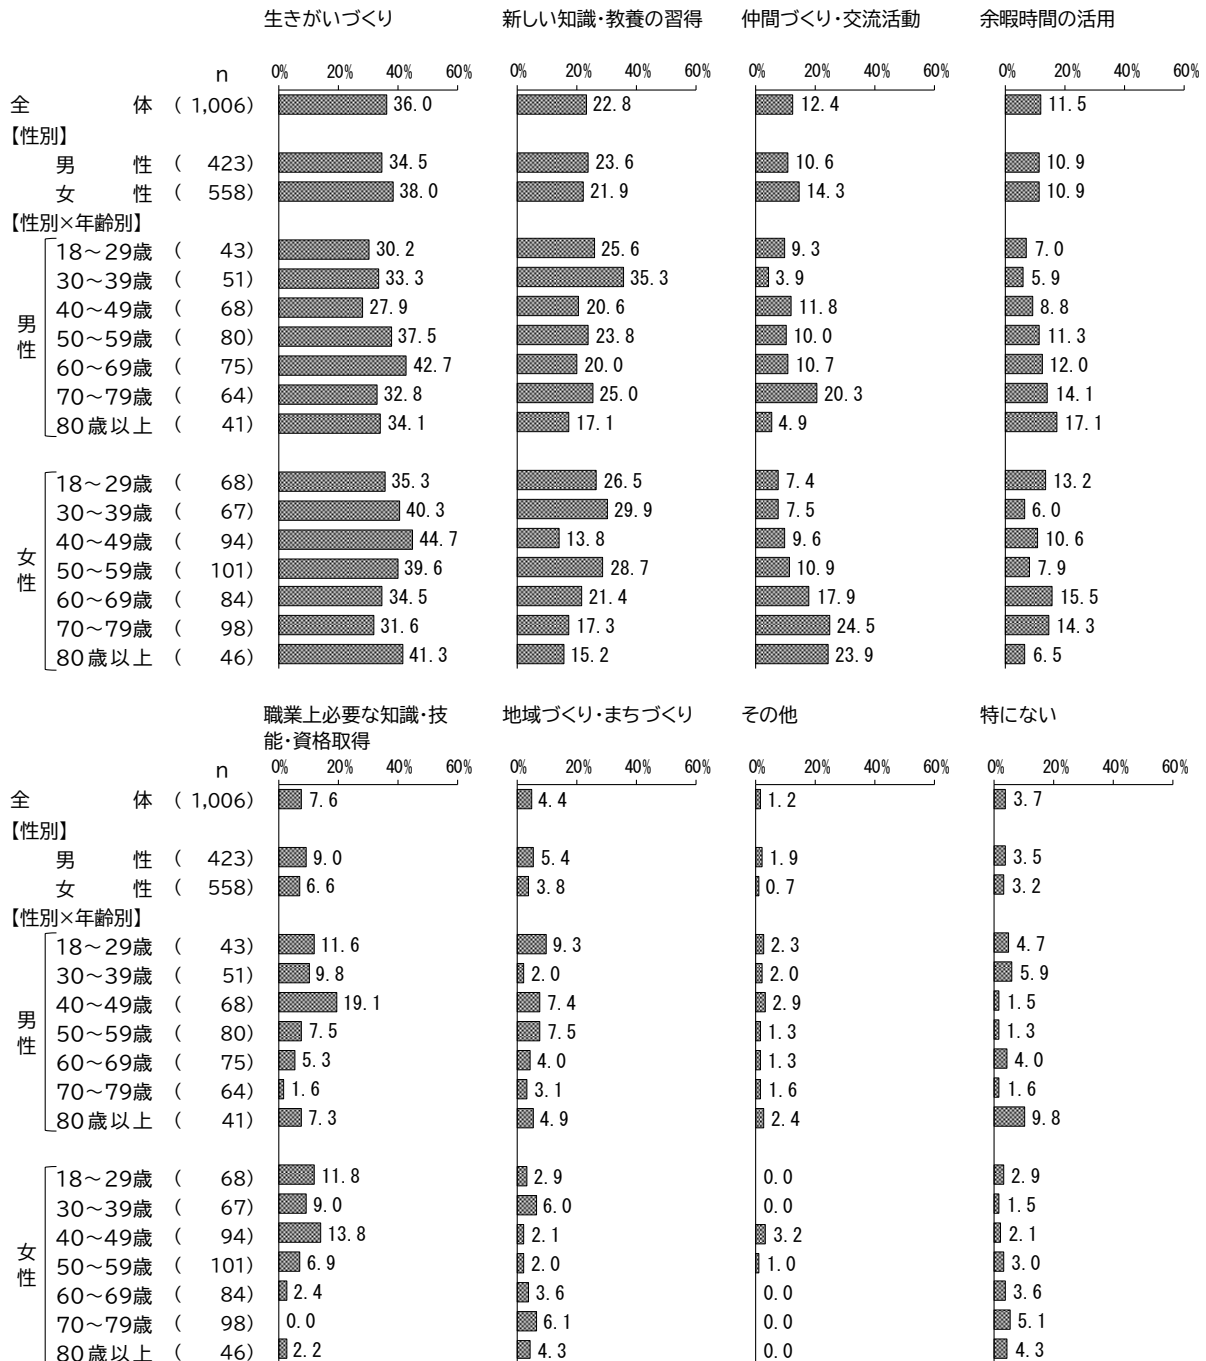 生きがいづくり 新しい知識・教養の習得 仲間づくり・交流活動 余暇時間の活用
n 0% 20% 40% 60% 0% 20% 40% 60% 0% 20% 40% 60% 0% 20% 40% 60%
全体 (1,006) 36.0 22.8 12.4 11.5
【性別】
男性 (423) 34.5 23.6 10.6 10.9
女性 (558) 38.0 21.9 14.3 10.9
【性別×年齢別】
男性
18~29歳 (43) 30.2 25.6 9.3 7.0
30~39歳 (51) 33.3 35.3 3.9 5.9
40~49歳 (68) 27.9 20.6 11.8 8.8
50~59歳 (80) 37.5 23.8 10.0 11.3
60~69歳 (75) 42.7 20.0 10.7 12.0
70~79歳 (64) 32.8 25.0 20.3 14.1
80歳以上 (41) 34.1 17.1 4.9 17.1
女性
18~29歳 (68) 35.3 26.5 7.4 13.2
30~39歳 (67) 40.3 29.9 7.5 6.0
40~49歳 (94) 44.7 13.8 9.6 10.6
50~59歳 (101) 39.6 28.7 10.9 7.9
60~69歳 (84) 34.5 21.4 17.9 15.5
70~79歳 (98) 31.6 17.3 24.5 14.3
80歳以上 (46) 41.3 15.2 23.9 6.5
職業上必要な知識・技 地域づくり・まちづくり その他 特にない
能・資格取得
n 0% 20% 40% 60% 0% 20% 40% 60% 0% 20% 40% 60% 0% 20% 40% 60%
全体 (1,006) 7.6 4.4 1.2 3.7
【性別】
男性 (423) 9.0 5.4 1.9 3.5
女性 (558) 6.6 3.8 0.7 3.2
【性別×年齢別】
男性
18~29歳 (43) 11.6 9.3 2.3 4.7
30~39歳 (51) 9.8 2.0 2.0 5.9
40~49歳 (68) 19.1 7.4 2.9 1.5
50~59歳 (80) 7.5 7.5 1.3 1.3
60~69歳 (75) 5.3 4.0 1.3 4.0
70~79歳 (64) 1.6 3.1 1.6 1.6
80歳以上 (41) 7.3 4.9 2.4 9.8
女性
18~29歳 (68) 11.8 2.9 0.0 2.9
30~39歳 (67) 9.0 6.0 0.0 1.5
40~49歳 (94) 13.8 2.1 3.2 2.1
50~59歳 (101) 6.9 2.0 1.0 3.0
60~69歳 (84) 2.4 3.6 0.0 3.6
70~79歳 (98) 0.0 6.1 0.0 5.1
80歳以上 (46) 2.2 4.3 0.0 4.3